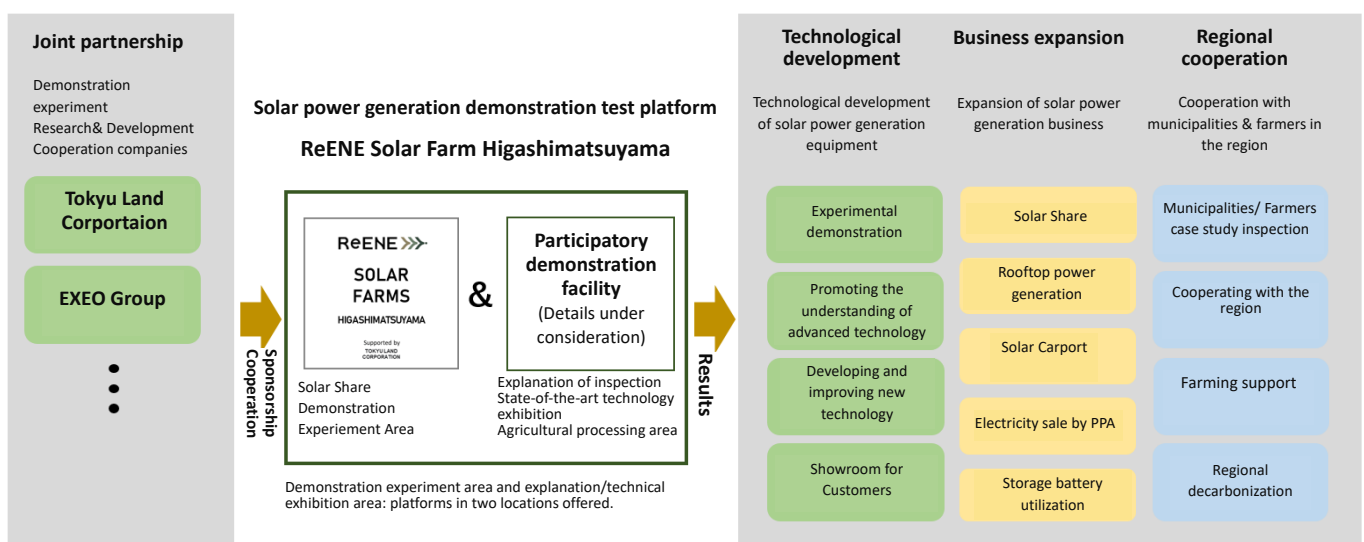 Joint partnership
Demonstration
experiment
Research& Development
Cooperation companies
Tokyu Land
Corportaion
EXEO Group
Sponsorship
Cooperation
Solar power generation demonstration test platform
ReENE Solar Farm Higashimatsuyama
ReENE
SOLAR
FARMS
HIGASHIMATSUYAMA
Supported by
TOKYU LAND
CORPORATION
&
Participatory
demonstration
facility
(Details under
consideration)
Solar Share
Demonstration
Experiement Area
Explanation of inspection
State-of-the-art technology
exhibition
Agricultural processing area
Demonstration experiment area and explanation/technical
exhibition area: platforms in two locations offered.
Results
Technological
development
Technological development
of solar power generation
equipment
Experimental
demonstration
Promoting the
understanding of
advanced technology
Developing and
improving new
technology
Showroom for
Customers
Business expansion
Expansion of solar power
generation business
Solar Share
Rooftop power
generation
Solar Carport
Electricity sale by PPA
Storage battery
utilization
Regional
cooperation
Cooperation with
municipalities & farmers in
the region
Municipalities/ Farmers
case study inspection
Cooperating with the
region
Farming support
Regional
decarbonization